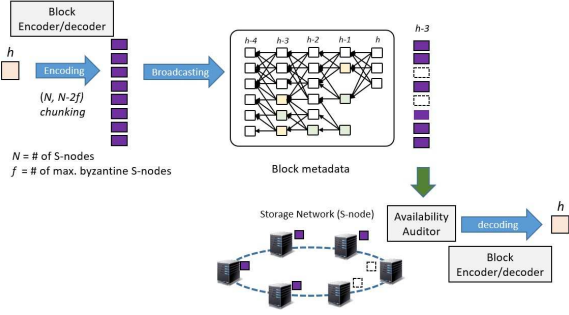 Block
Encoder/decoder
h
Encoding
(N, N-2f)
chunking
N = # of S-nodes
f = # of max. byzantine S-nodes
Broadcasting
h-4 h-3 h-2 h-1 h
Block metadata
h-3
Storage Network (S-node)
Availability
Auditor
decoding
h
Block
Encoder/decoder